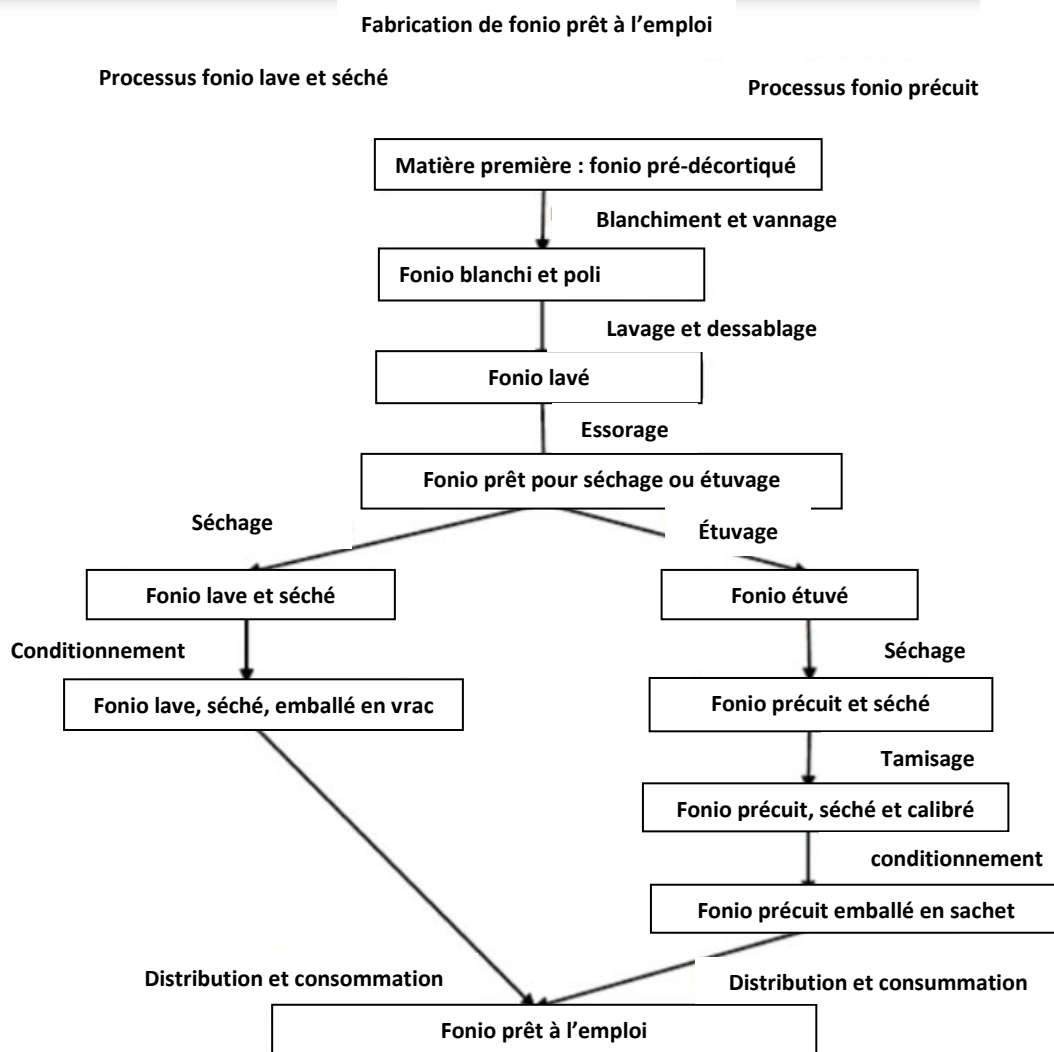 Fabrication de fonio prêt à l’emploi
Processus fonio lave et séché
Processus fonio précuit
Matière première : fonio pré-décortiqué
Blanchiment et vannage
Fonio blanchi et poli
Lavage et dessablage
Fonio lavé
Essorage
Fonio prêt pour séchage ou étuvage
Séchage
Étuvage
Fonio lave et séché
Fonio étuvé
Conditionnement
Séchage
Fonio lave, séché, emballé en vrac
Fonio précuit et séché
Tamisage
Fonio précuit, séché et calibré
conditionnement
Fonio précuit emballé en sachet
Distribution et consommation
Distribution et consummation
Fonio prêt à l’emploi